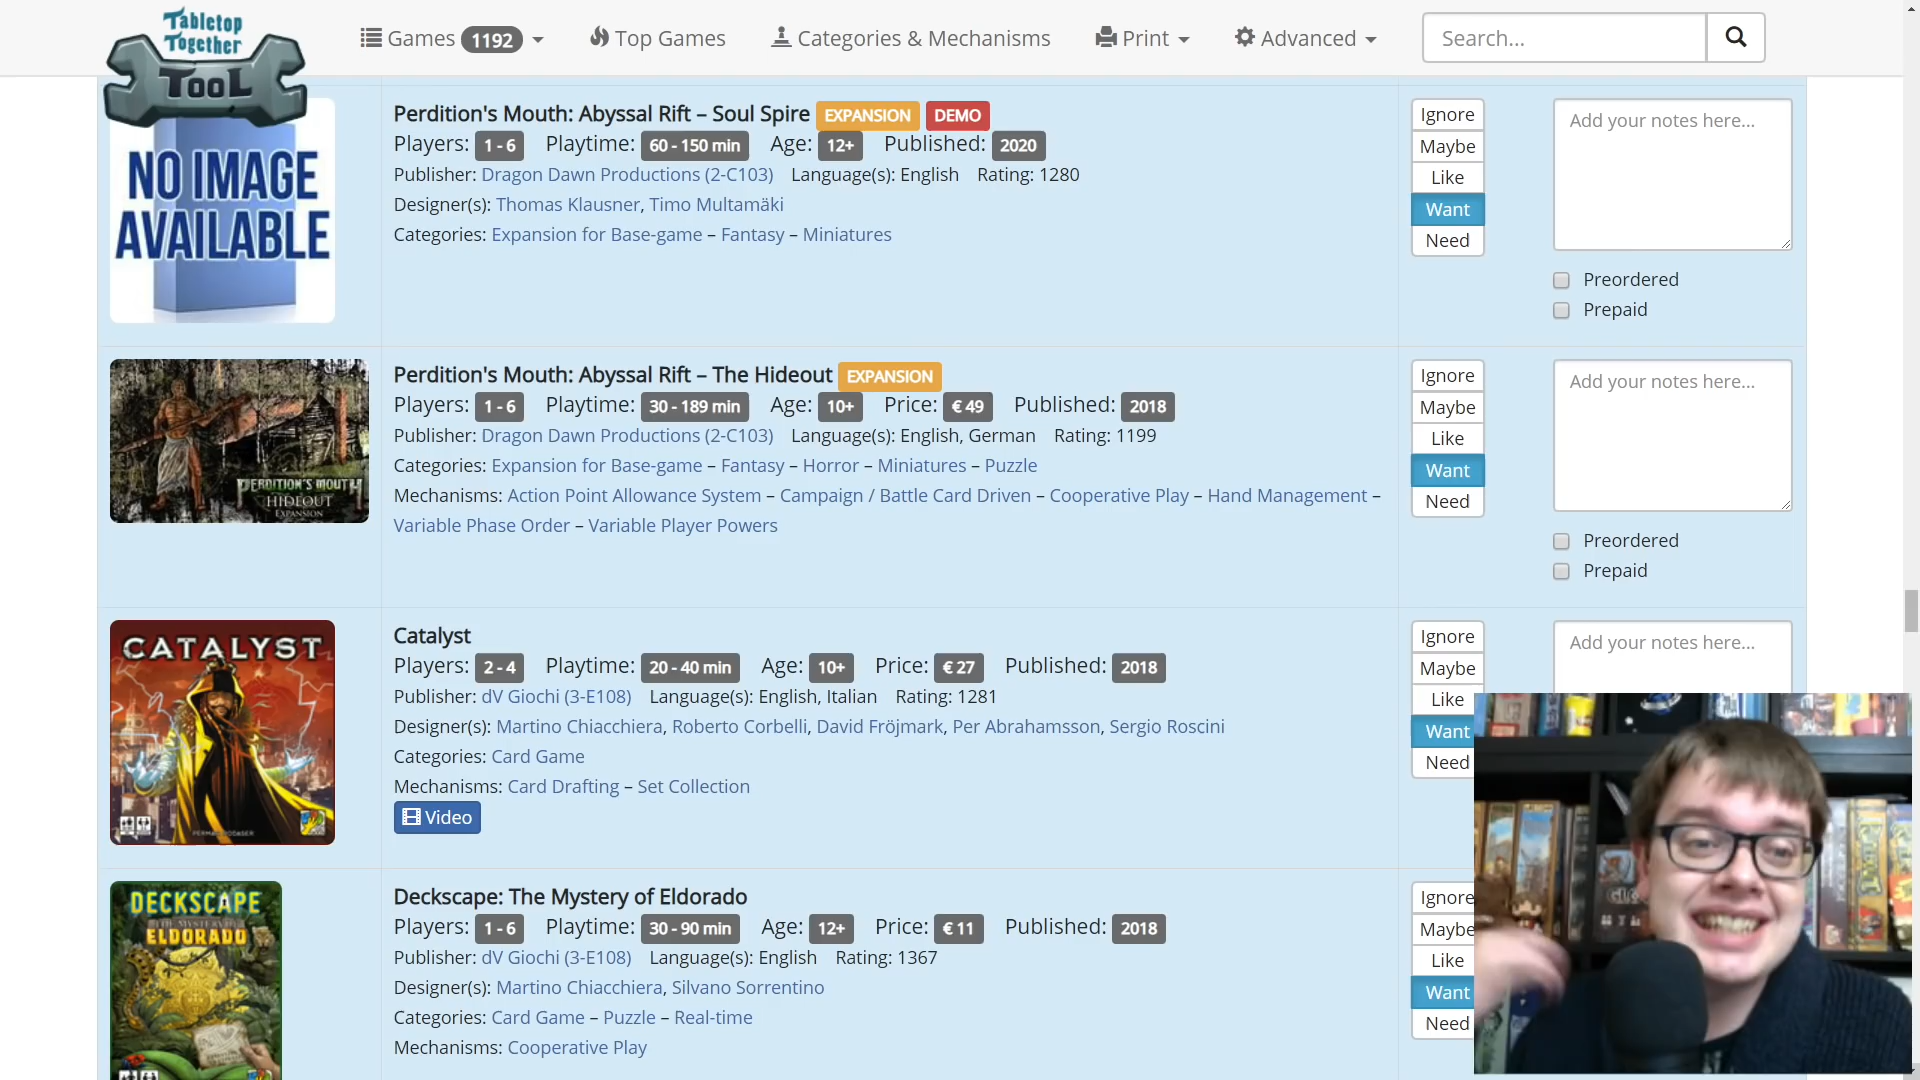 Tabletop
Together
TOOL
Games 1192
Top Games
Categories & Mechanisms
Print
Advanced
Search...
NO IMAGE
AVAILABLE
Perdition's Mouth: Abyssal Rift – Soul Spire EXPANSION DEMO
Players: 1 - 6 Playtime: 60 - 150 min Age: 12+ Published: 2020
Publisher: Dragon Dawn Productions (2-C103) Language(s): English Rating: 1280
Designer(s): Thomas Klausner, Timo Multamäki
Categories: Expansion for Base-game – Fantasy – Miniatures
Ignore
Maybe
Like
Want
Need
Add your notes here...
Preordered
Prepaid
PERDITION'S MOUTH
HIDEOUT
EXPANSION
Perdition's Mouth: Abyssal Rift – The Hideout EXPANSION
Players: 1 - 6 Playtime: 30 - 189 min Age: 10+ Price: € 49 Published: 2018
Publisher: Dragon Dawn Productions (2-C103) Language(s): English, German Rating: 1199
Categories: Expansion for Base-game – Fantasy – Horror – Miniatures – Puzzle
Mechanisms: Action Point Allowance System – Campaign / Battle Card Driven – Cooperative Play – Hand Management –
Variable Phase Order – Variable Player Powers
Ignore
Maybe
Like
Want
Need
Add your notes here...
Preordered
Prepaid
CATALYST
Catalyst
Players: 2 - 4 Playtime: 20 - 40 min Age: 10+ Price: € 27 Published: 2018
Publisher: dV Giochi (3-E108) Language(s): English, Italian Rating: 1281
Designer(s): Martino Chiacchiera, Roberto Corbelli, David Fröjmark, Per Abrahamsson, Sergio Roscini
Categories: Card Game
Mechanisms: Card Drafting – Set Collection
Video
Ignore
Maybe
Like
Want
Need
Add your notes here...
DECKSCAPE
THE MYSTERY OF
ELDORADO
Deckscape: The Mystery of Eldorado
Players: 1 - 6 Playtime: 30 - 90 min Age: 12+ Price: € 11 Published: 2018
Publisher: dV Giochi (3-E108) Language(s): English Rating: 1367
Designer(s): Martino Chiacchiera, Silvano Sorrentino
Categories: Card Game – Puzzle – Real-time
Mechanisms: Cooperative Play
Ignore
Maybe
Like
Want
Need